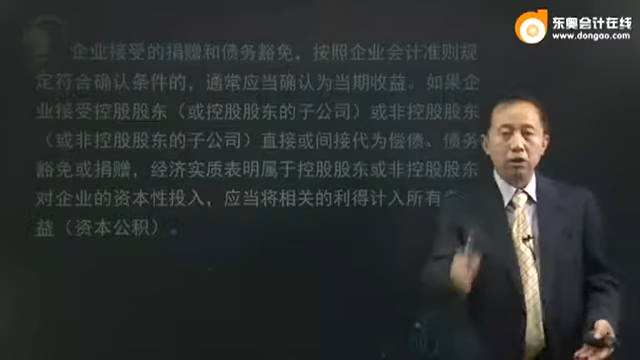 东奥会计在线
www.dongao.com
企业接受的捐赠和债务豁免，按照企业会计准则规
定符合确认条件的，通常应当确认为当期收益。如果企
业接受控股股东（或控股股东的子公司）或非控股股东
（或非控股股东的子公司）直接或间接代为偿债、债务
豁免或捐赠，经济实质表明属于控股股东或非控股股东
对企业的资本性投入，应当将相关的利得计入所有
益（资本公积）。